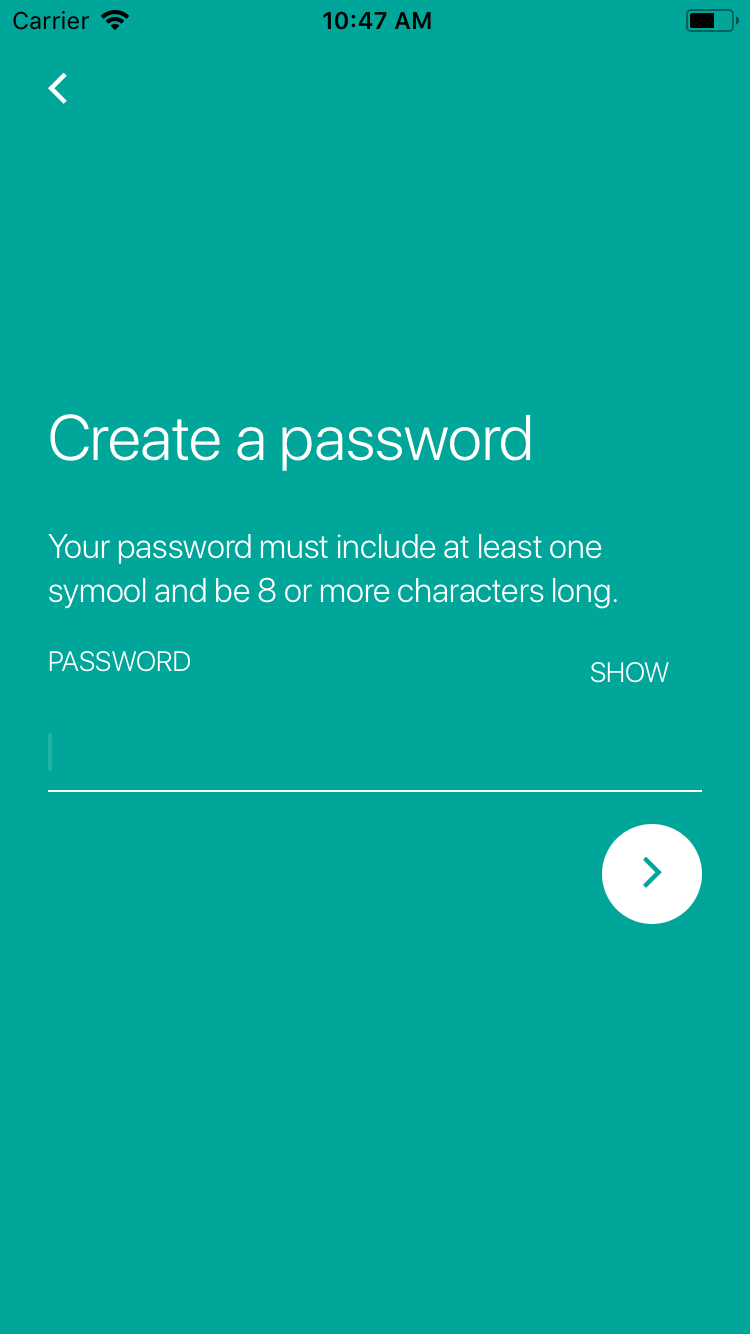 Carrier 10:47 AM
Create a password
Your password must include at least one
symool and be 8 or more characters long.
PASSWORD
SHOW